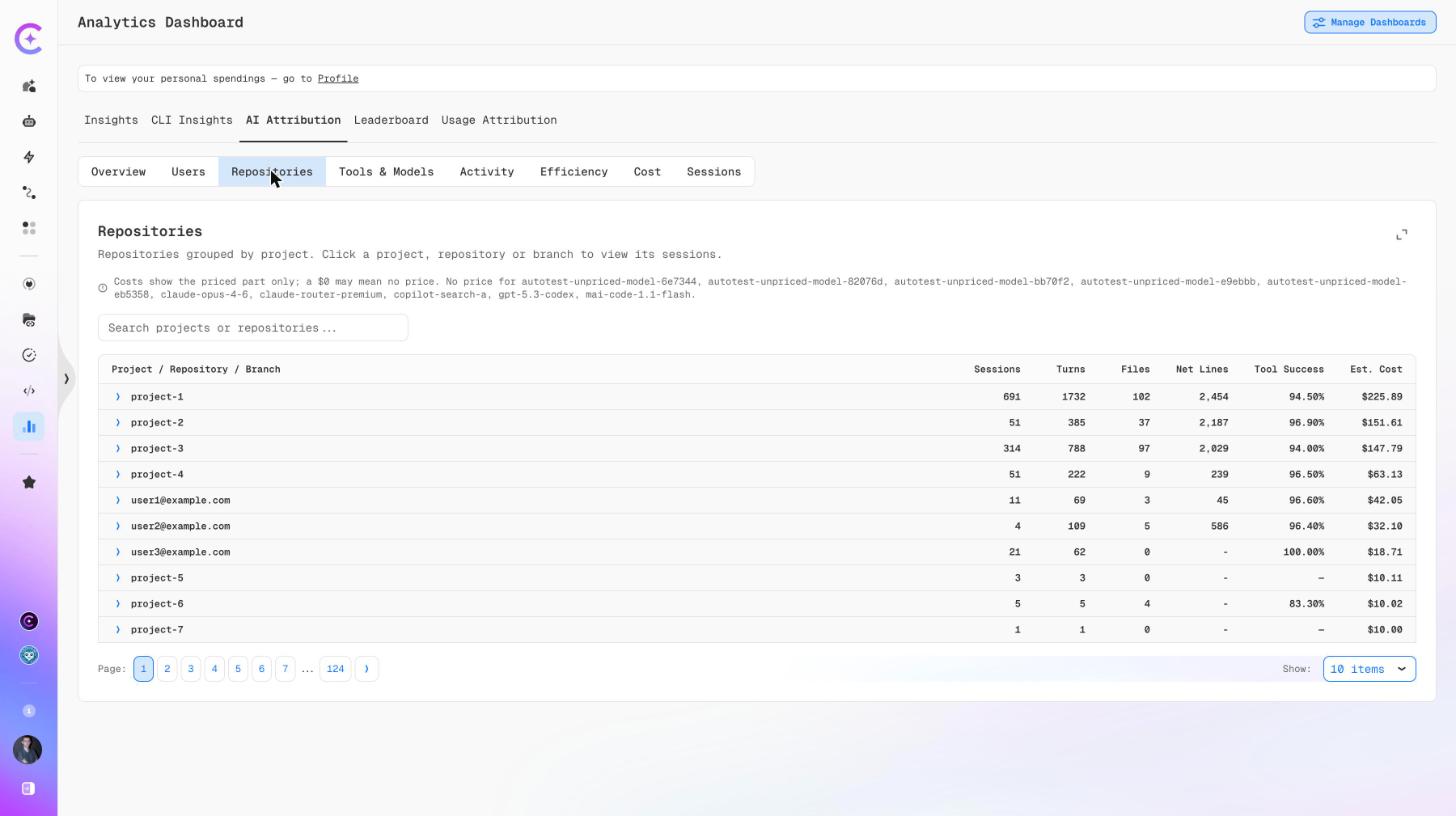 Analytics Dashboard
Manage Dashboards
To view your personal spendings — go to Profile
Insights CLI Insights AI Attribution Leaderboard Usage Attribution
Overview Users Repositories Tools & Models Activity Efficiency Cost Sessions
Repositories
Repositories grouped by project. Click a project, repository or branch to view its sessions.
Costs show the priced part only; a $0 may mean no price. No price for autotest-unpriced-model-6e7344, autotest-unpriced-model-82076d, autotest-unpriced-model-bb70f2, autotest-unpriced-model-e9ebbb, autotest-unpriced-model-
eb5358, claude-opus-4-6, claude-router-premium, copilot-search-a, gpt-5.3-codex, mai-code-1.1-flash.
Search projects or repositories...
Project / Repository / Branch Sessions Turns Files Net Lines Tool Success Est. Cost
project-1 691 1732 102 2,454 94.50% $225.89
project-2 51 385 37 2,187 96.90% $151.61
project-3 314 788 97 2,029 94.00% $147.79
project-4 51 222 9 239 96.50% $63.13
user1@example.com 11 69 3 45 96.60% $42.05
user2@example.com 4 109 5 586 96.40% $32.10
user3@example.com 21 62 0 - 100.00% $18.71
project-5 3 3 0 - — $10.11
project-6 5 5 4 - 83.30% $10.02
project-7 1 1 0 - — $10.00
Page: 1 2 3 4 5 6 7 ... 124 Show: 10 items